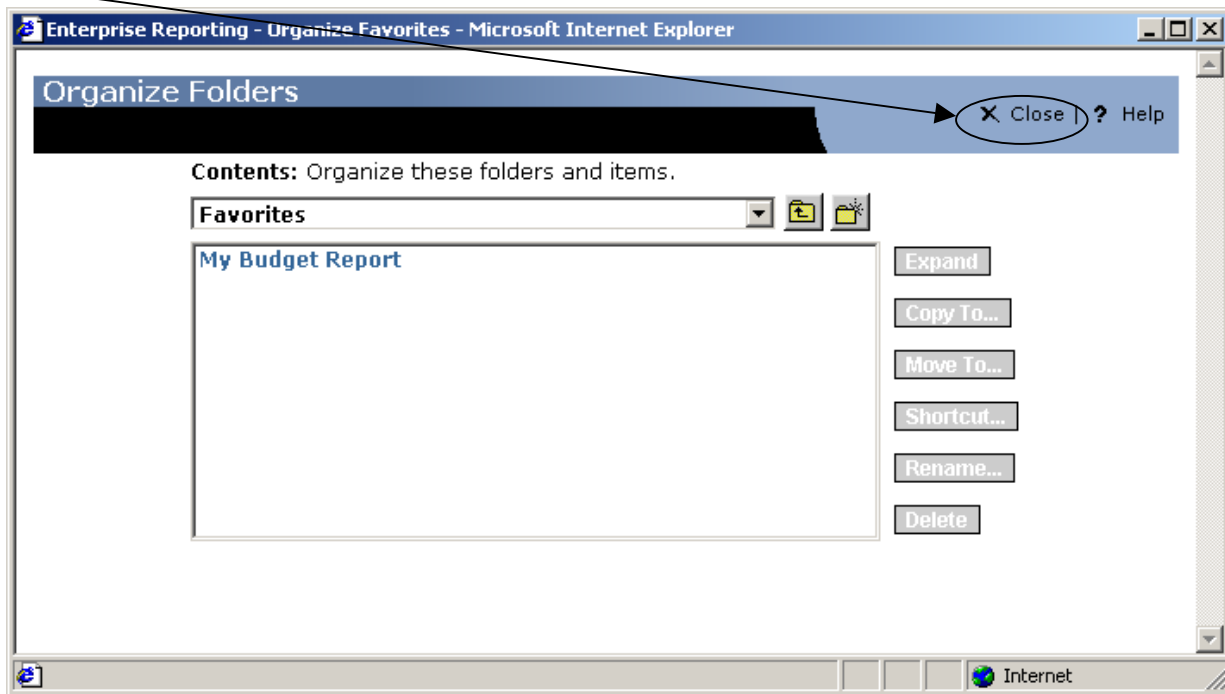 Enterprise Reporting - Organize Favorites - Microsoft Internet Explorer
Organize Folders
X Close | ? Help
Contents: Organize these folders and items.
Favorites
My Budget Report
Expand
Copy To...
Move To...
Shortcut...
Rename...
Delete
Internet